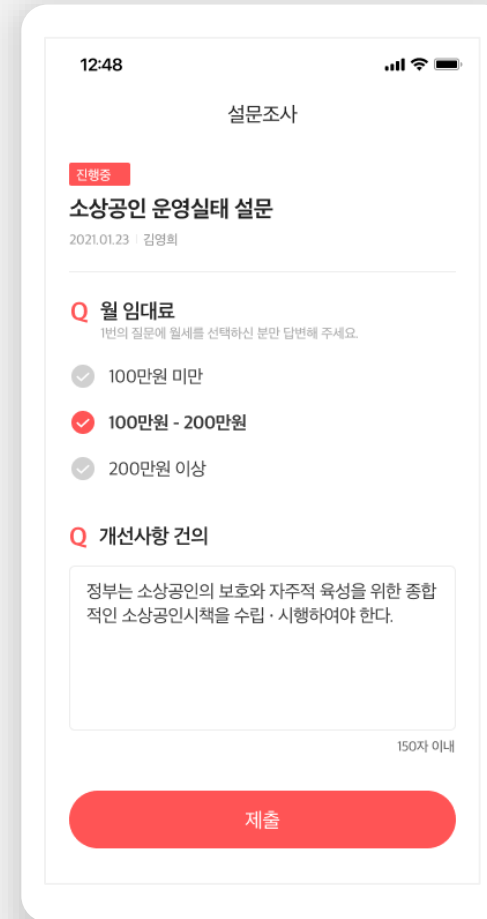 12:48
설문조사
진행중
소상공인 운영실태 설문
2021.01.23 | 김영희
Q 월 임대료
1번의 질문에 월세를 선택하신 분만 답변해 주세요.
100만원 미만
100만원 - 200만원
200만원 이상
Q 개선사항 건의
정부는 소상공인의 보호와 자주적 육성을 위한 종합
적인 소상공인시책을 수립 · 시행하여야 한다.
150자 이내
제출